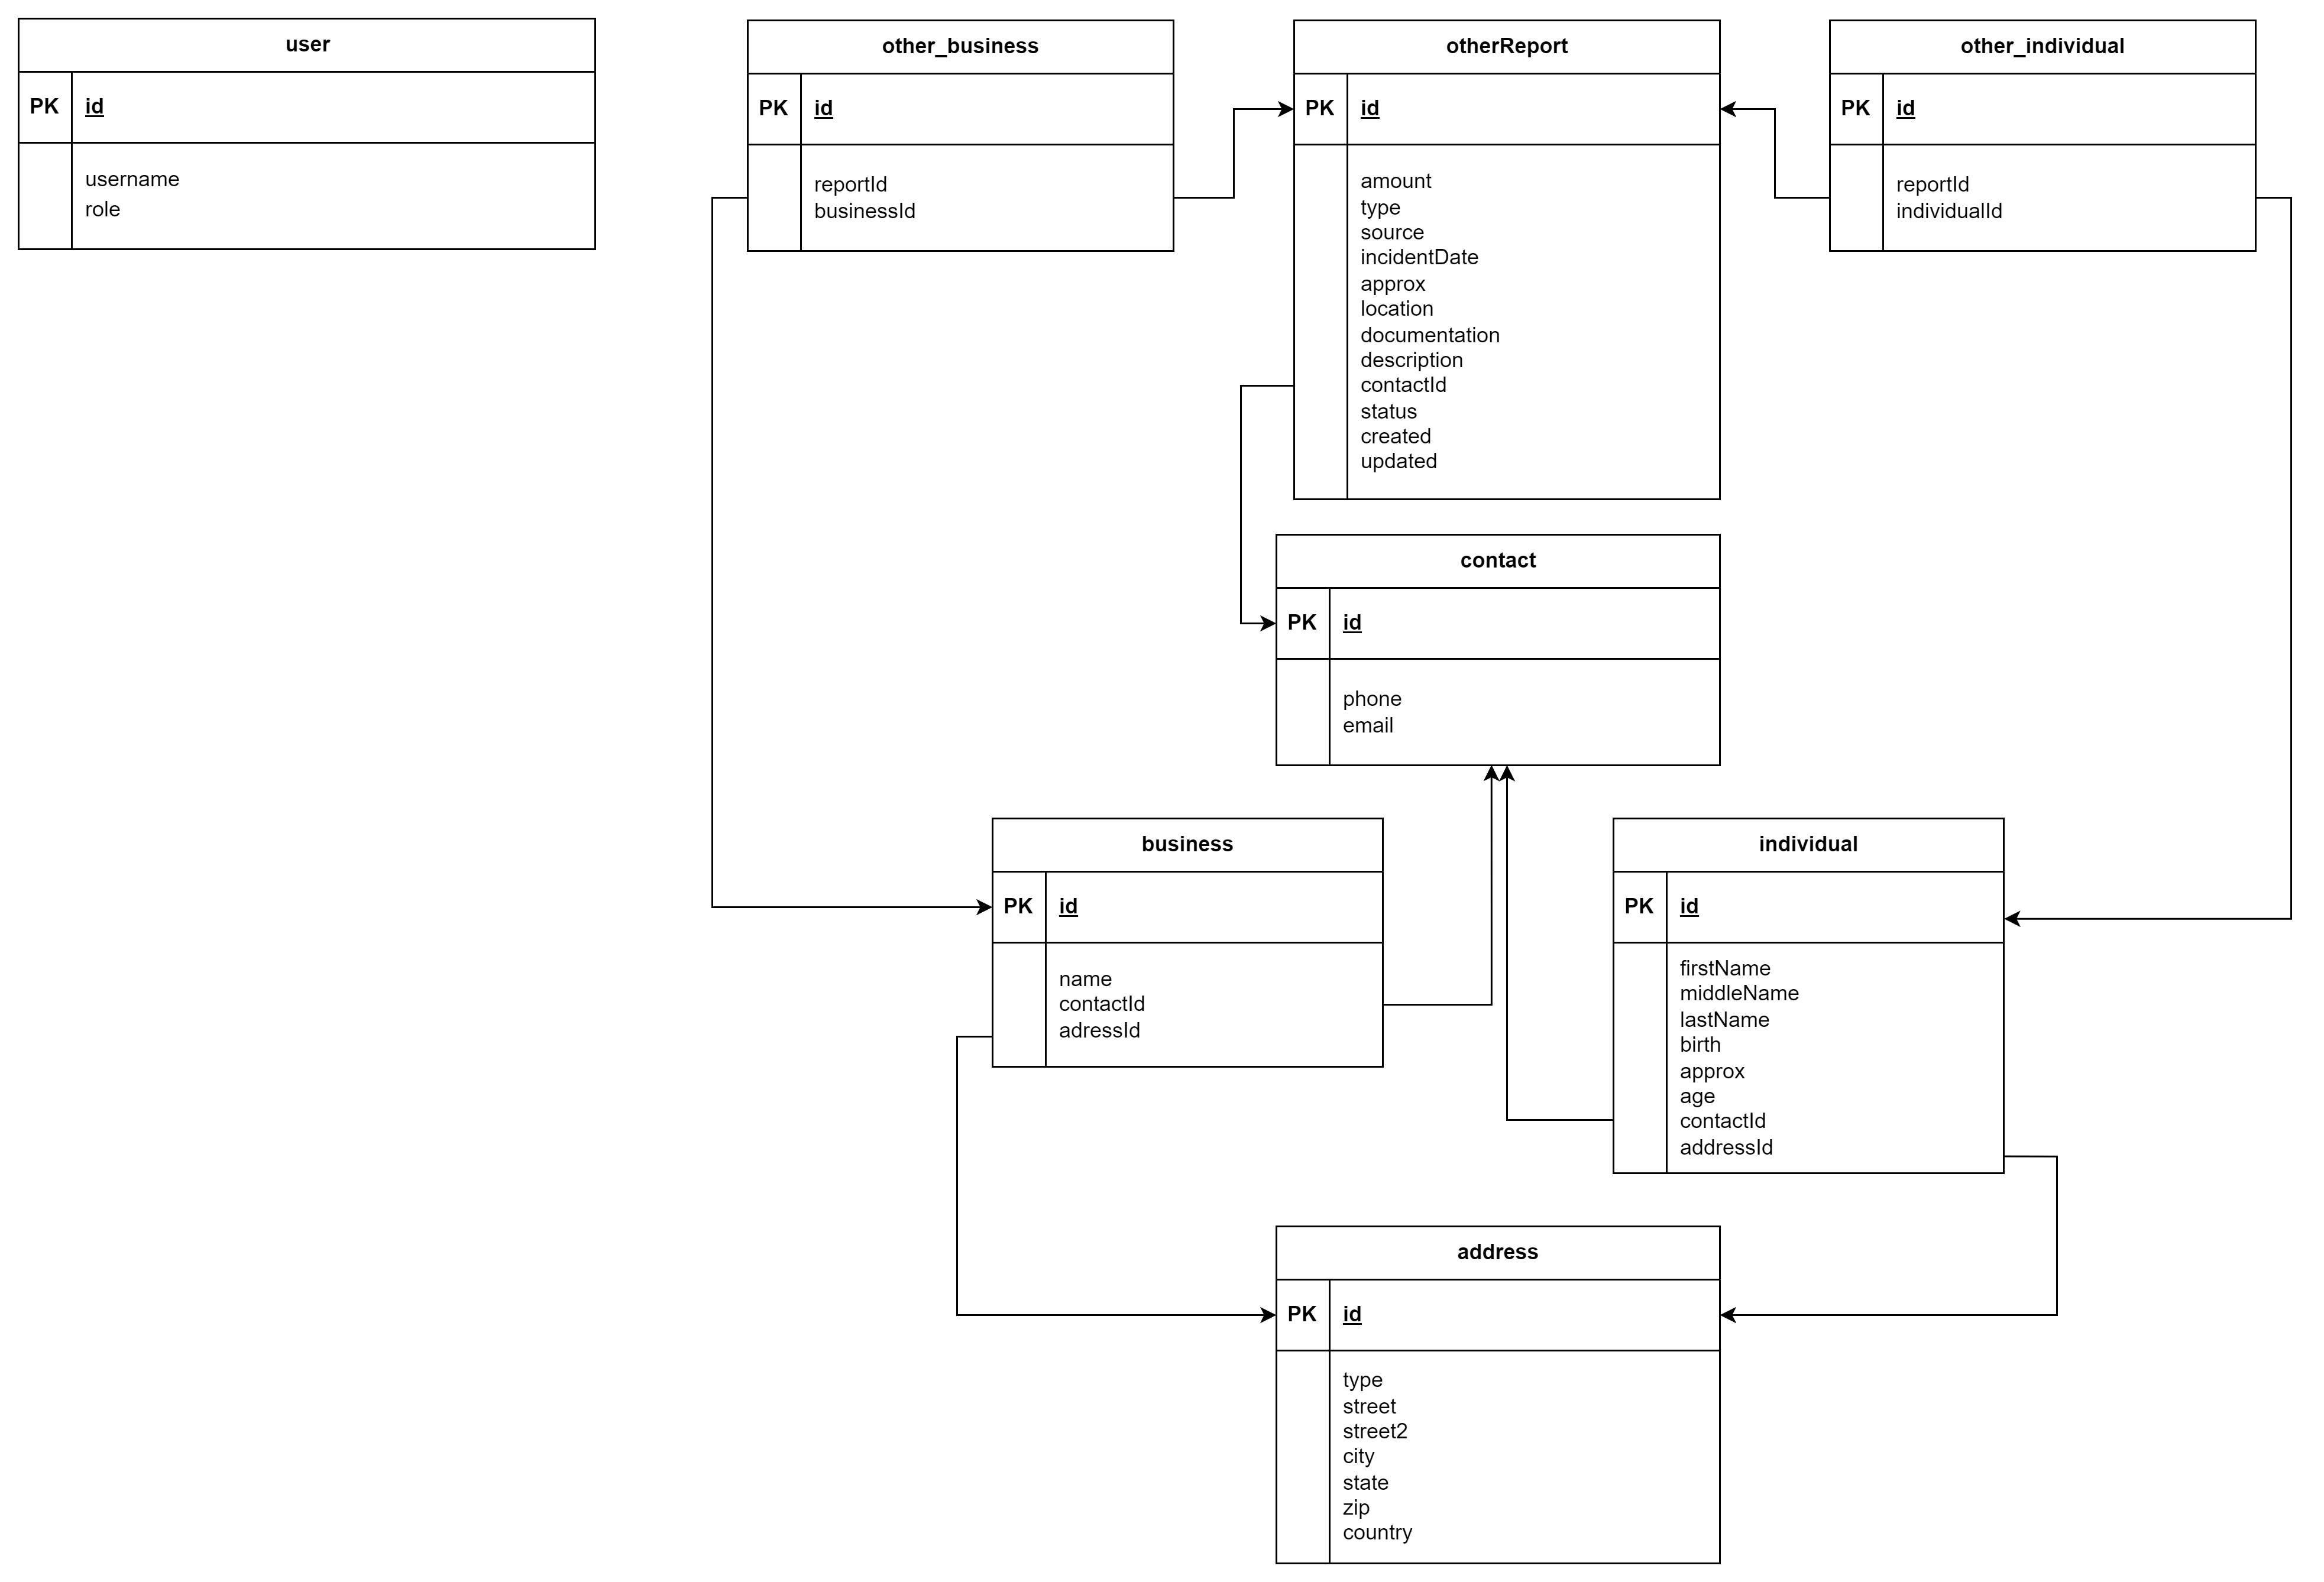 user
PK id
username
role
other_business
PK id
reportId
businessId
otherReport
PK id
amount
type
source
incidentDate
approx
location
documentation
description
contactId
status
created
updated
other_individual
PK id
reportId
individualId
contact
PK id
phone
email
business
PK id
name
contactId
adressId
individual
PK id
firstName
middleName
lastName
birth
approx
age
contactId
addressId
address
PK id
type
street
street2
city
state
zip
country